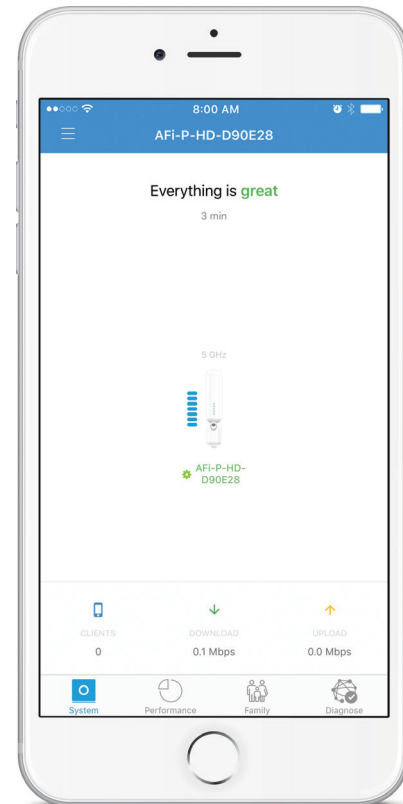 8:00 AM
AFi-P-HD-D90E28
Everything is great
3 min
5 GHz
AFi-P-HD-
D90E28
CLIENTS DOWNLOAD UPLOAD
0 0.1 Mbps 0.0 Mbps
System Performance Family Diagnose